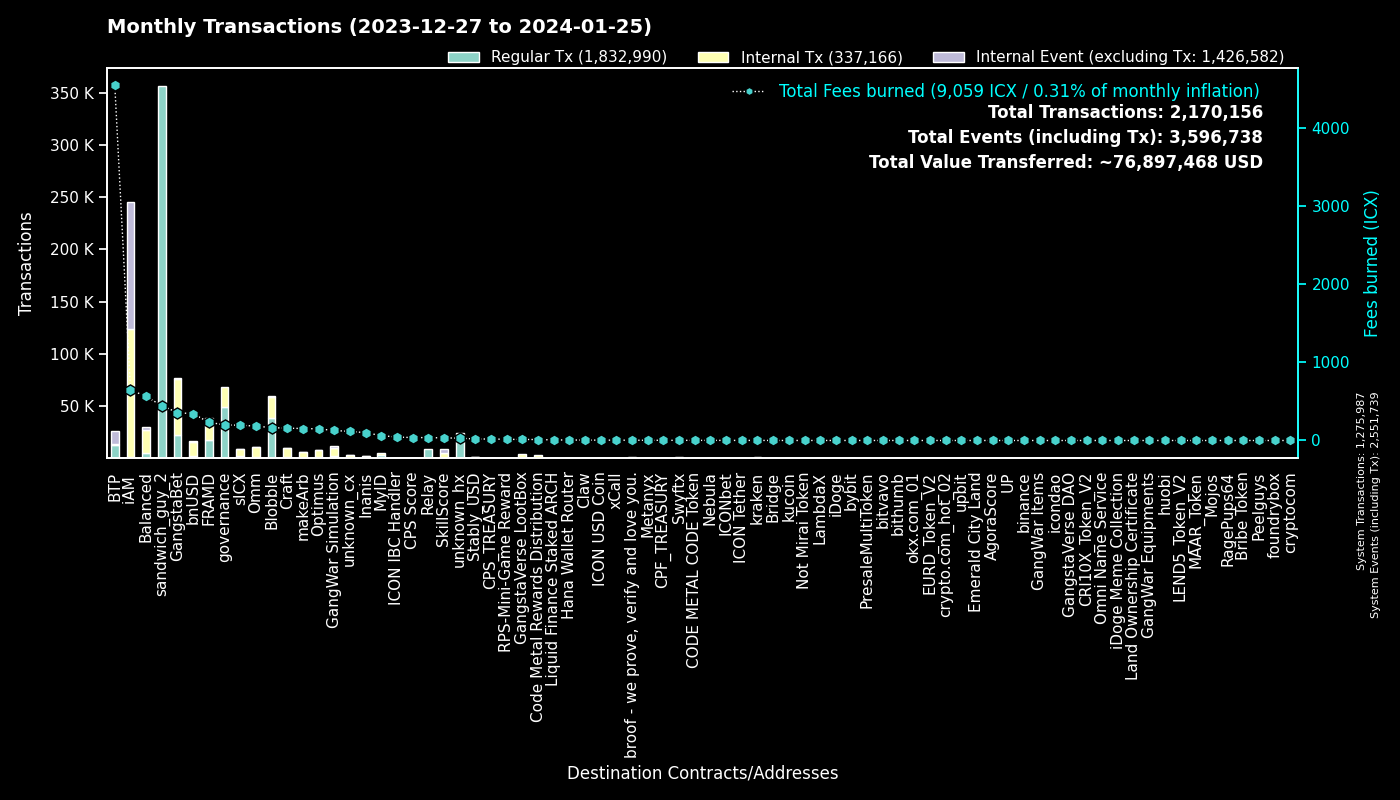 Monthly Transactions (2023-12-27 to 2024-01-25)
Regular Tx (1,832,990)
Internal Tx (337,166)
Internal Event (excluding Tx: 1,426,582)
Total Fees burned (9,059 ICX / 0.31% of monthly inflation)
Total Transactions: 2,170,156
Total Events (including Tx): 3,596,738
Total Value Transferred: ~76,897,468 USD
Transactions
350 K
300 K
250 K
200 K
150 K
100 K
50 K
4000
3000
2000
1000
0
Fees burned (ICX)
System Transactions: 1,275,987
System Events (including Tx): 2,551,739
BTP
IAM
Balanced
sandwich_guy_2
GangstaBet
bnUSD
FRAMD
governance
sICX
Omm
Blobble
Craft
makeArb
Optimus
GangWar Simulation
unknown_cx
Inanis
MyID
ICON IBC Handler
CPS Score
Relay
SkillScore
unknown_hx
Stably_USD
CPS_TREASURY
RPS-Mini-Game Reward
GangstaVerse LootBox
Code Metal Rewards Distribution
Liquid Finance Staked ARCH
Hana Wallet Router
Claw
ICON USD Coin
xCall
broof - we prove, verify and love you.
Metanyx
CPF_TREASURY
Swyftx
CODE METAL CODE Token
Nebula
ICONbet
ICON Tether
kraken
Bridge
kucoin
Not Mirai Token
LambdaX
iDoge
bybit
PresaleMultiToken
bitvavo
bithumb
okx.com_01
EURD_Token_V2
crypto.com_hot_02
upbit
Emerald City Land
AgoraScore
UP
binance
GangWar Items
icondao
GangstaVerse DAO
CRI10X_Token_V2
Omni Name Service
iDoge Meme Collection
Land Ownership Certificate
GangWar Equipments
huobi
LEND5_Token_V2
MAAR_Token
Mojos
RagePups64
Bribe Token
Peelguys
foundrybox
cryptocom
Destination Contracts/Addresses